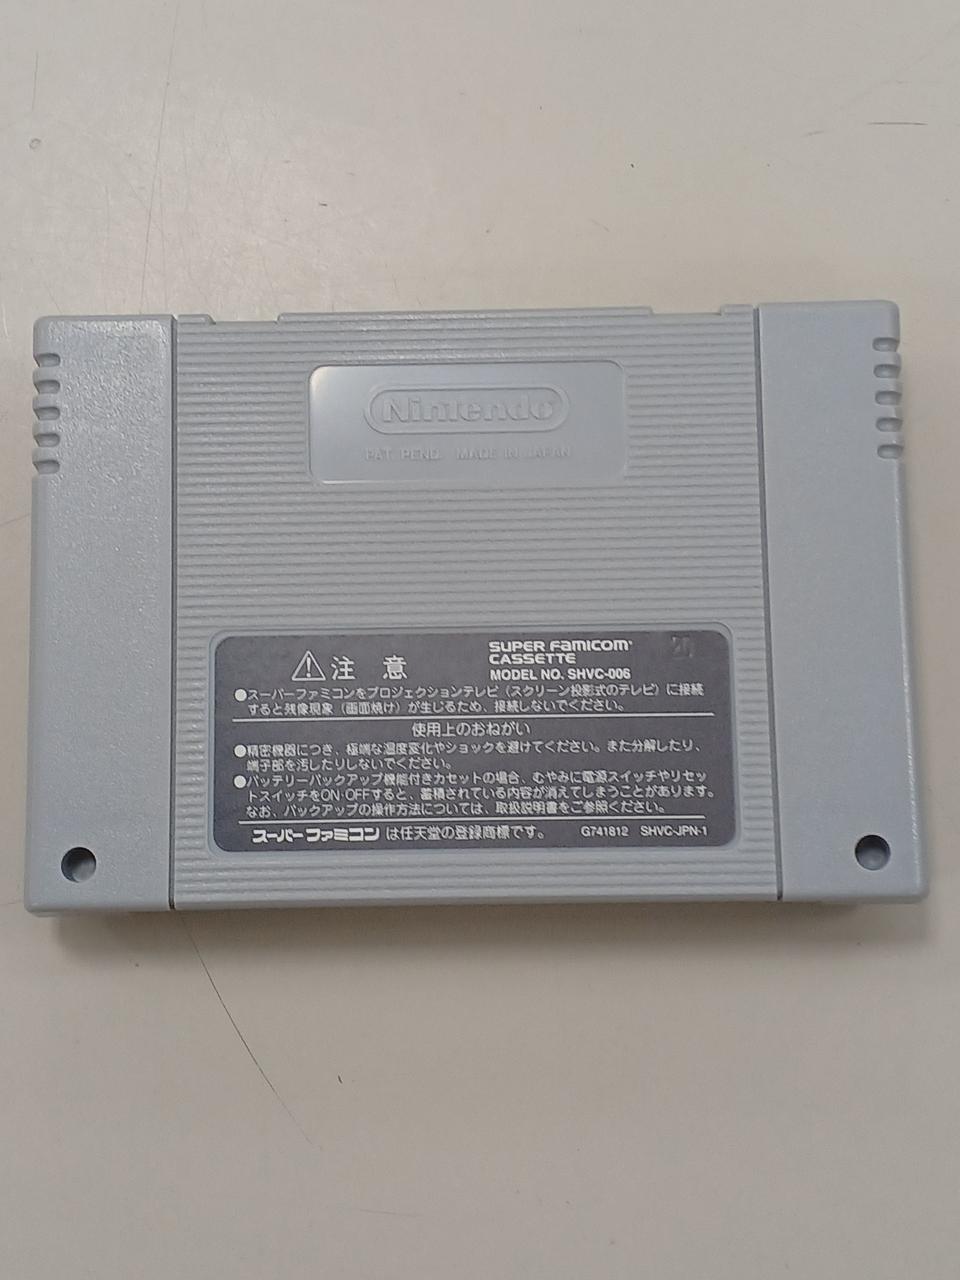 Nintendo
PAT. PEND. MADE IN JAPAN
⚠注意
SUPER Famicom
CASSETTE
MODEL NO. SHVC-006
20
●スーパーファミコンをプロジェクションテレビ（スクリーン投影式のテレビ）に接続
すると残像現象（画面焼け）が生じるため、接続しないでください。
使用上のおねがい
●精密機器につき、極端な温度変化やショックを避けてください。また分解したり、
端子部を汚したりしないでください。
●バッテリーバックアップ機能付きカセットの場合、むやみに電源スイッチやリセッ
トスイッチをON・OFFすると、蓄積されている内容が消えてしまうことがあります。
なお、バックアップの操作方法については、取扱説明書をご参照ください。
スーパーファミコンは任天堂の登録商標です。 G741812 SHVC-JPN-1